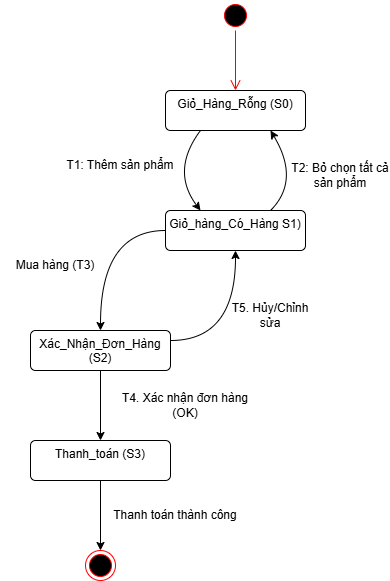 Giỏ_Hàng_Rỗng (S0)
T1: Thêm sản phẩm
T2: Bỏ chọn tất cả
sản phẩm
Giỏ_hàng_Có_Hàng S1)
Mua hàng (T3)
T5. Hủy/Chỉnh
sửa
Xác_Nhận_Đơn_Hàng
(S2)
T4. Xác nhận đơn hàng
(OK)
Thanh_toán (S3)
Thanh toán thành công